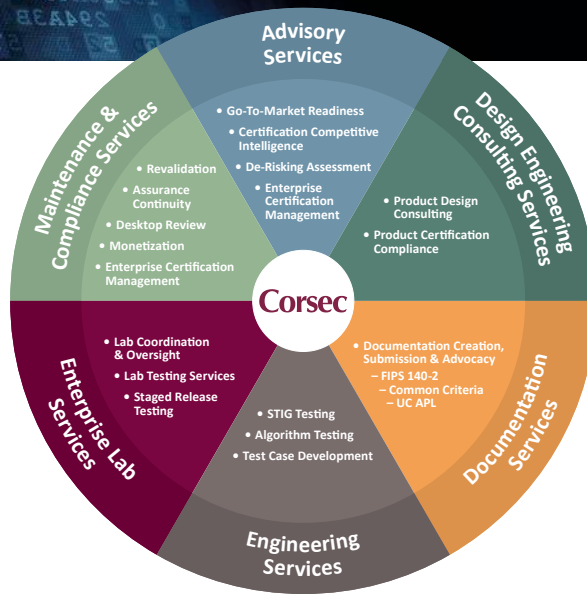 Advisory
Services
• Go-To-Market Readiness
• Certification Competitive
Intelligence
• De-Risking Assessment
• Enterprise
Certification
Management
Design Engineering
Consulting Services
• Product Design
Consulting
• Product Certification
Compliance
Documentation
Services
• Documentation Creation,
Submission & Advocacy
– FIPS 140-2
– Common Criteria
– UC APL
Engineering
Services
• STIG Testing
• Algorithm Testing
• Test Case Development
Enterprise Lab
Services
• Lab Coordination
& Oversight
• Lab Testing Services
• Staged Release
Testing
Maintenance &
Compliance Services
• Revalidation
• Assurance
Continuity
• Desktop Review
• Monetization
• Enterprise Certification
Management
Corsec